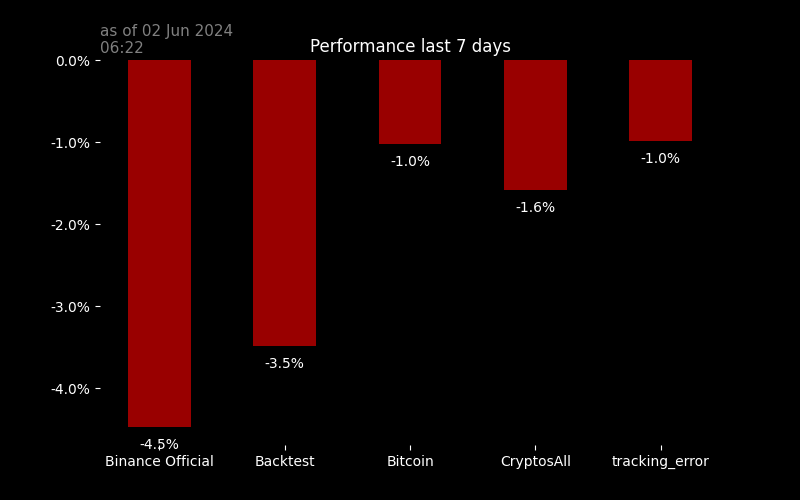 as of 02 Jun 2024
06:22
Performance last 7 days
0.0%
-1.0%
-2.0%
-3.0%
-4.0%
-4.5%
-3.5%
-1.0%
-1.6%
-1.0%
Binance Official
Backtest
Bitcoin
CryptosAll
tracking_error